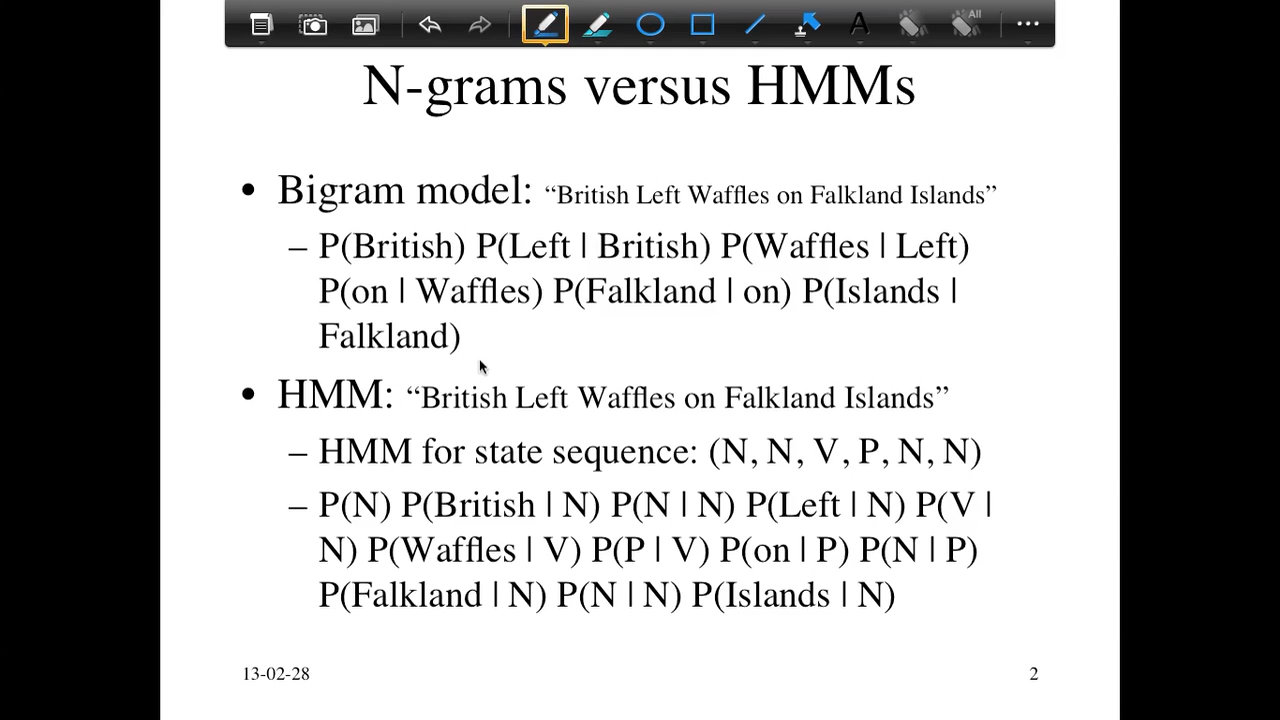 A
All
N-grams versus HMMs
• Bigram model: “British Left Waffles on Falkland Islands”
– P(British) P(Left | British) P(Waffles | Left)
P(on | Waffles) P(Falkland | on) P(Islands |
Falkland)
• HMM: “British Left Waffles on Falkland Islands”
– HMM for state sequence: (N, N, V, P, N, N)
– P(N) P(British | N) P(N | N) P(Left | N) P(V |
N) P(Waffles | V) P(P | V) P(on | P) P(N | P)
P(Falkland | N) P(N | N) P(Islands | N)
13-02-28
2